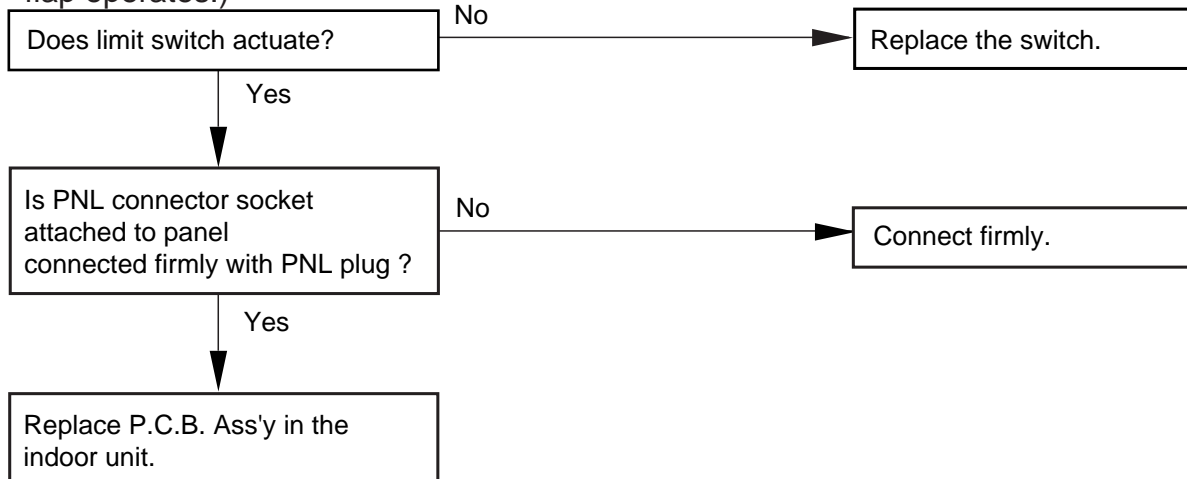 flap operates.)
Does limit switch actuate?
No
Replace the switch.
Yes
Is PNL connector socket
attached to panel
connected firmly with PNL plug ?
No
Connect firmly.
Yes
Replace P.C.B. Ass'y in the
indoor unit.